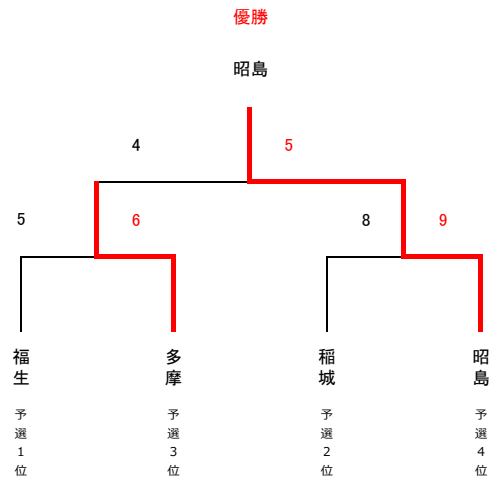 優勝
昭島
4 5
5 6 8 9
福生 多摩 稲城 昭島
予選1位 予選3位 予選2位 予選4位